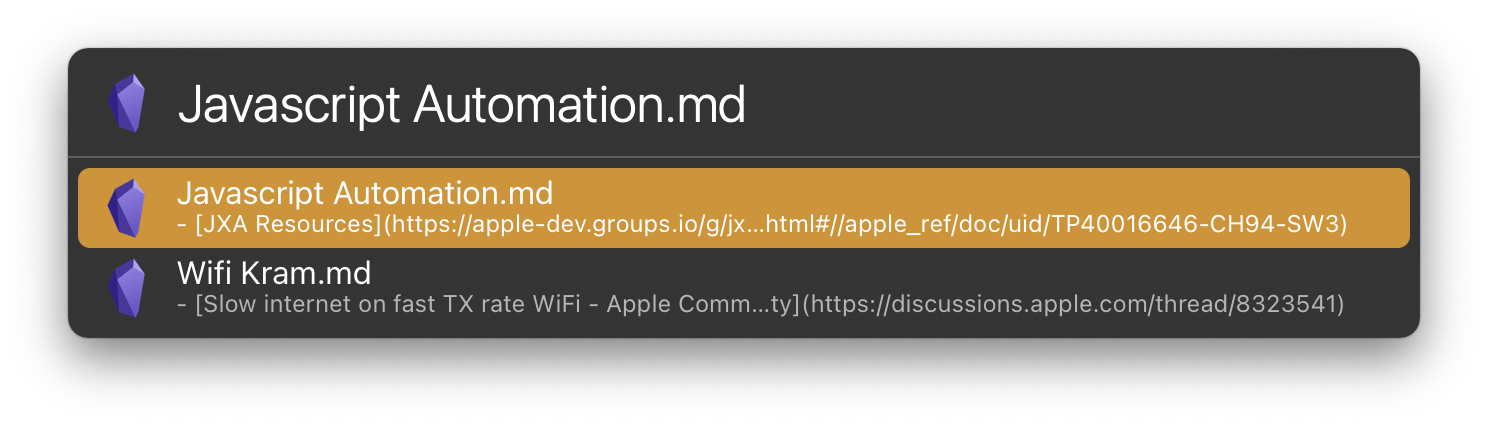 Javascript Automation.md
Javascript Automation.md
- [JXA Resources](https://apple-dev.groups.io/g/jx...html#//apple_ref/doc/uid/TP40016646-CH94-SW3)
Wifi Kram.md
- [Slow internet on fast TX rate WiFi - Apple Comm...ty](https://discussions.apple.com/thread/8323541)